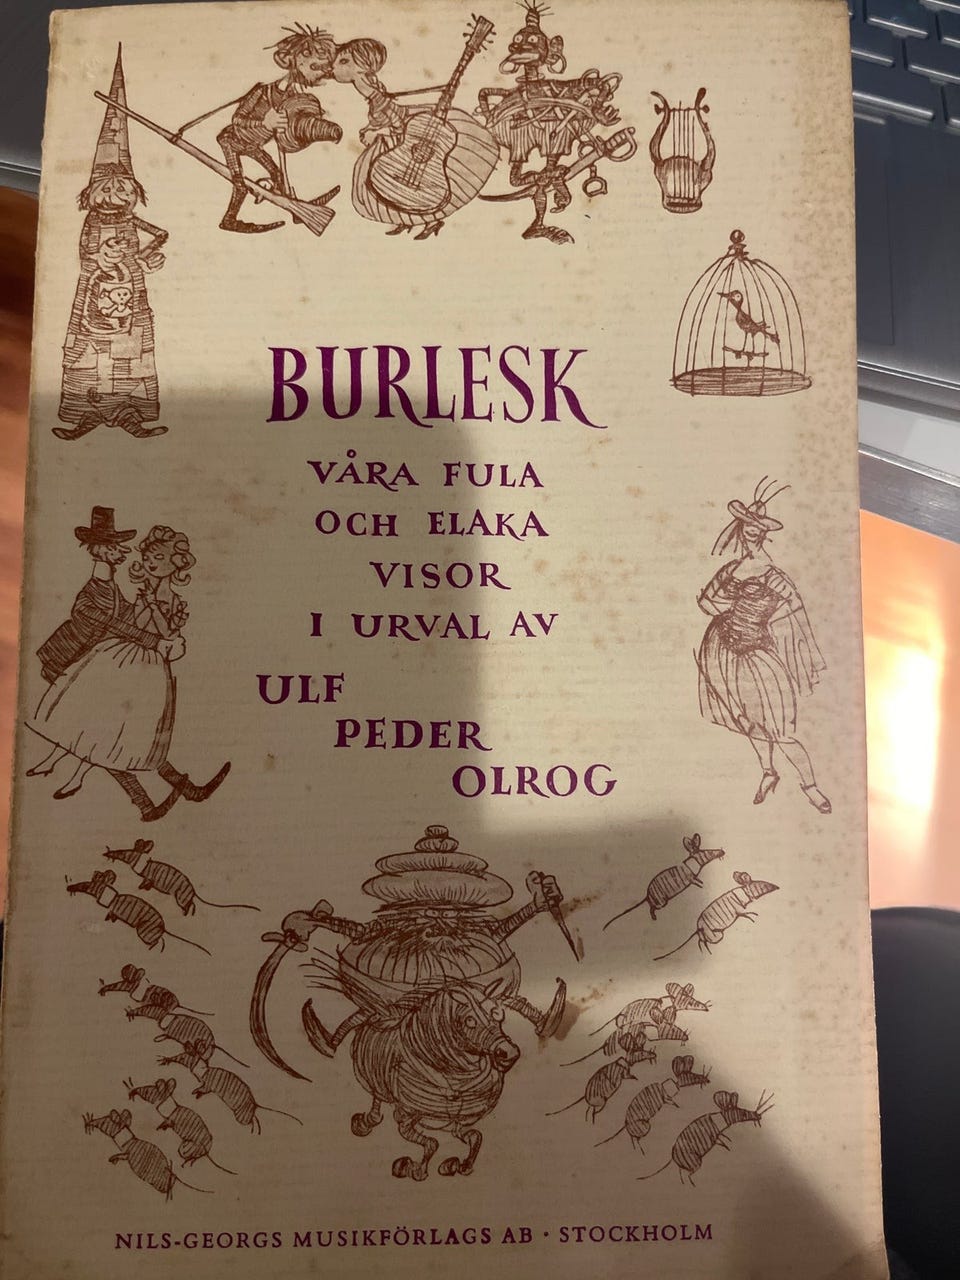 BURLESK
VÅRA FULA
OCH ELAKA
VISOR
I URVAL AV
ULF
PEDER
OLROG
NILS-GEORGS MUSIKFÖRLAGS AB · STOCKHOLM